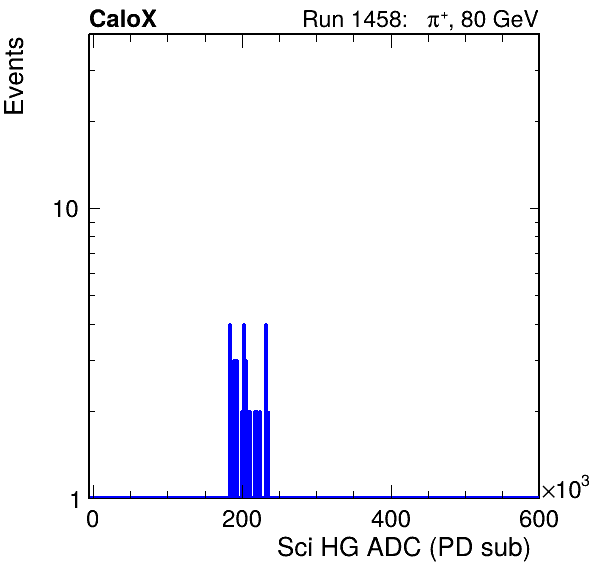 CaloX Run 1458: π⁺, 80 GeV
Events
10
1
0 200 400 600
×10³
Sci HG ADC (PD sub)